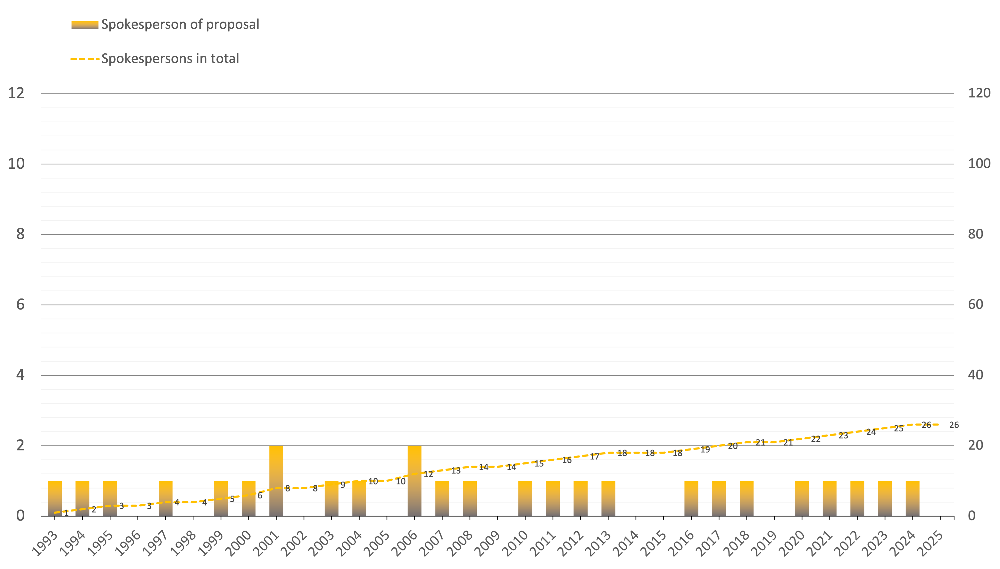 Spokesperson of proposal
Spokespersons in total
12 120
10 100
8 80
6 60
4 40
2 20
0 0
1 2 3 3 4 4 5 6 8 8 9 10 10 12 13 14 14 15 16 17 18 18 18 19 20 21 21 22 23 24 25 26 26
1993 1994 1995 1996 1997 1998 1999 2000 2001 2002 2003 2004 2005 2006 2007 2008 2009 2010 2011 2012 2013 2014 2015 2016 2017 2018 2019 2020 2021 2022 2023 2024 2025